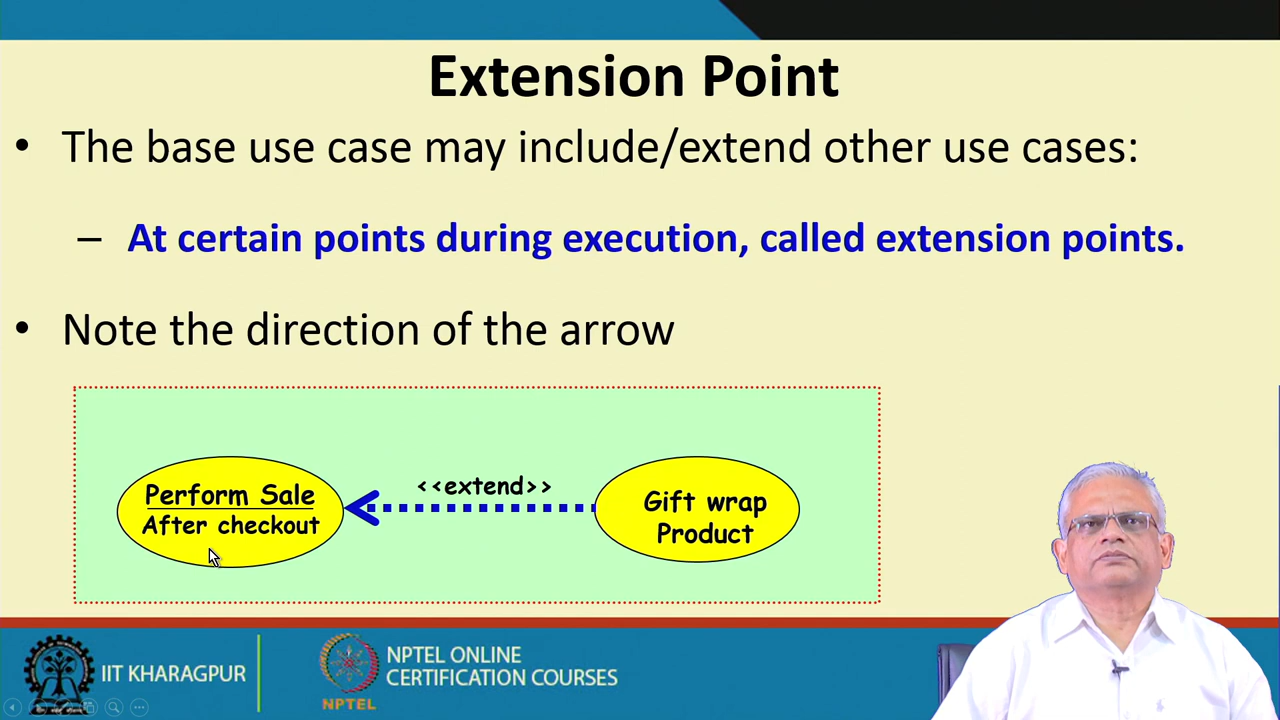 Extension Point
• The base use case may include/extend other use cases:
– At certain points during execution, called extension points.
• Note the direction of the arrow
<<extend>>
Perform Sale
After checkout
Gift wrap
Product
IIT KHARAGPUR
NPTEL
NPTEL ONLINE
CERTIFICATION COURSES